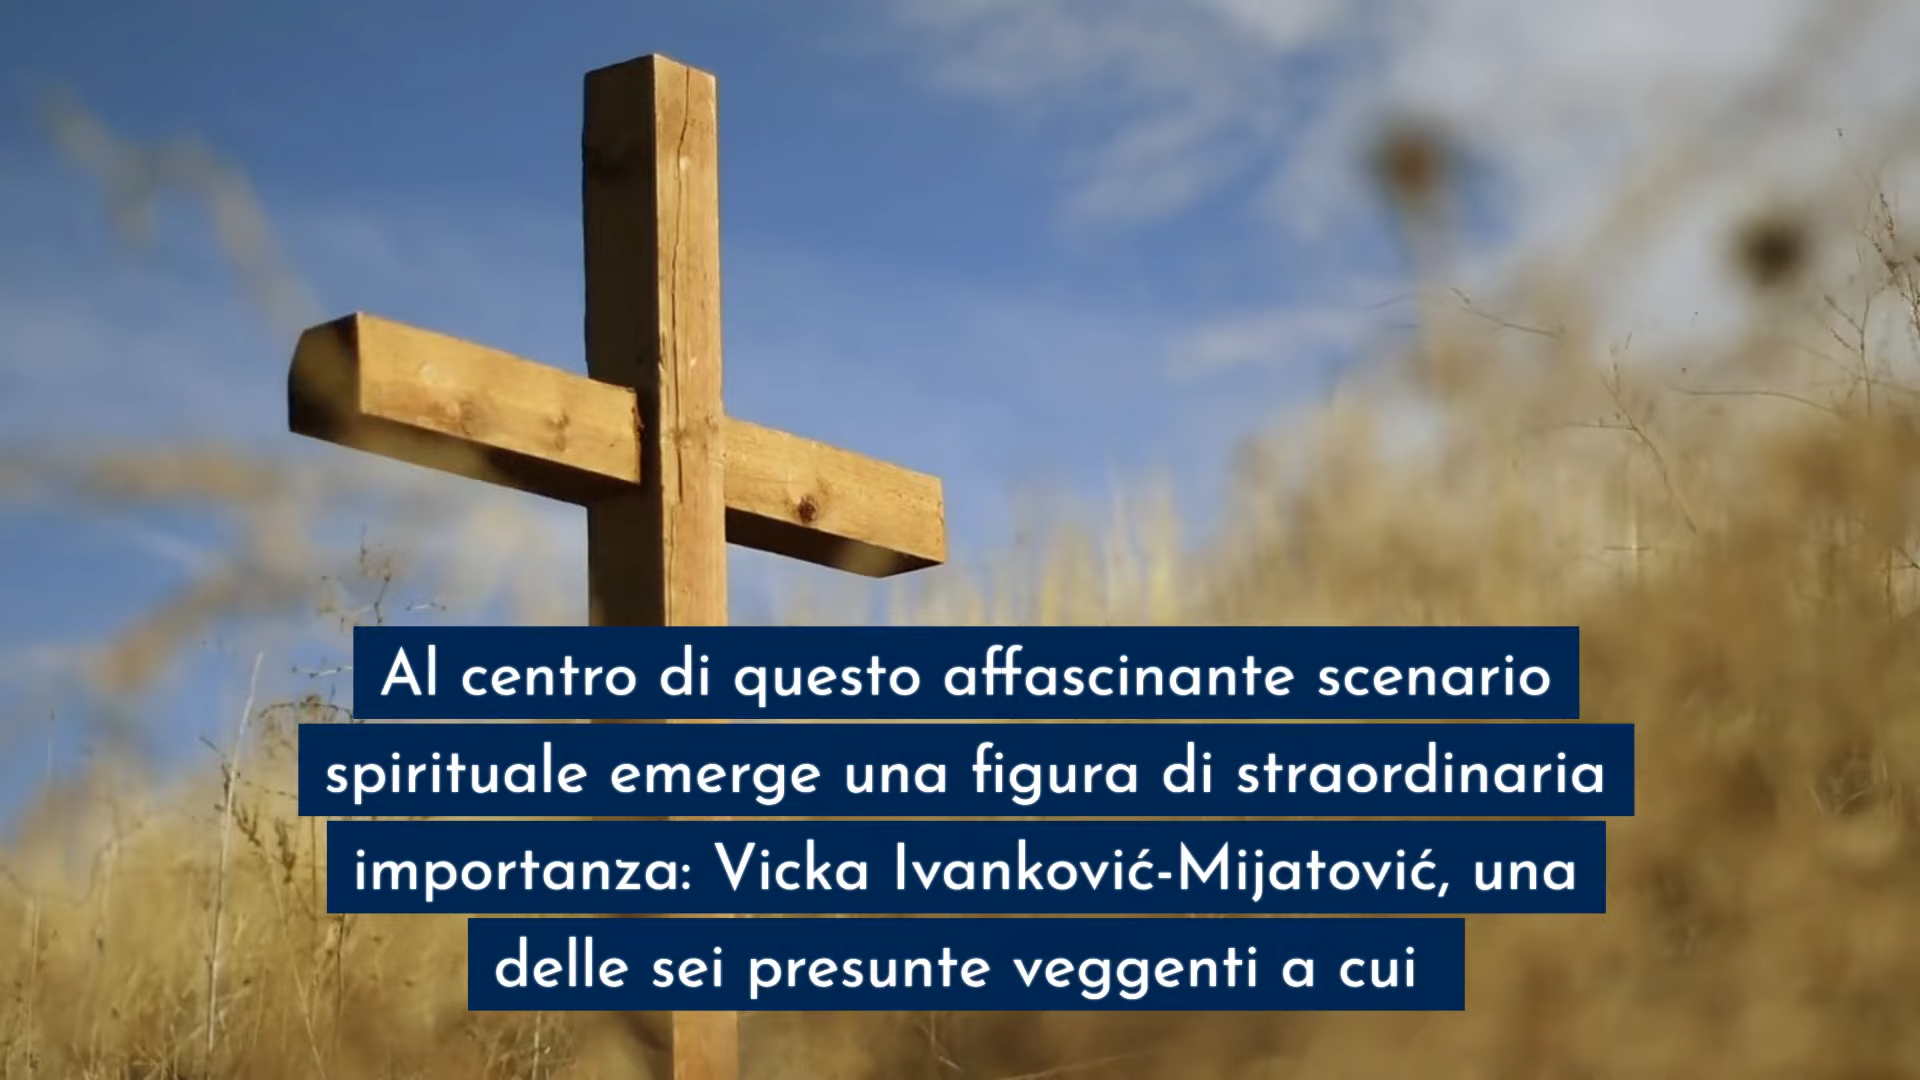 Al centro di questo affascinante scenario
spirituale emerge una figura di straordinaria
importanza: Vicka Ivanković-Mijatović, una
delle sei presunte veggenti a cui